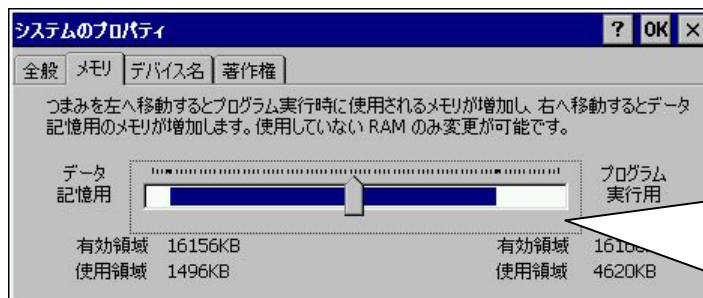 システムのプロパティ ? OK ×
全般 メモリ デバイス名 著作権
つまみを左へ移動するとプログラム実行時に使用されるメモリが増加し、右へ移動するとデータ
記憶用のメモリが増加します。使用していない RAM のみ変更が可能です。
データ
記憶用
プログラム
実行用
有効領域 16156KB
使用領域 1496KB
有効領域
使用領域 4620KB